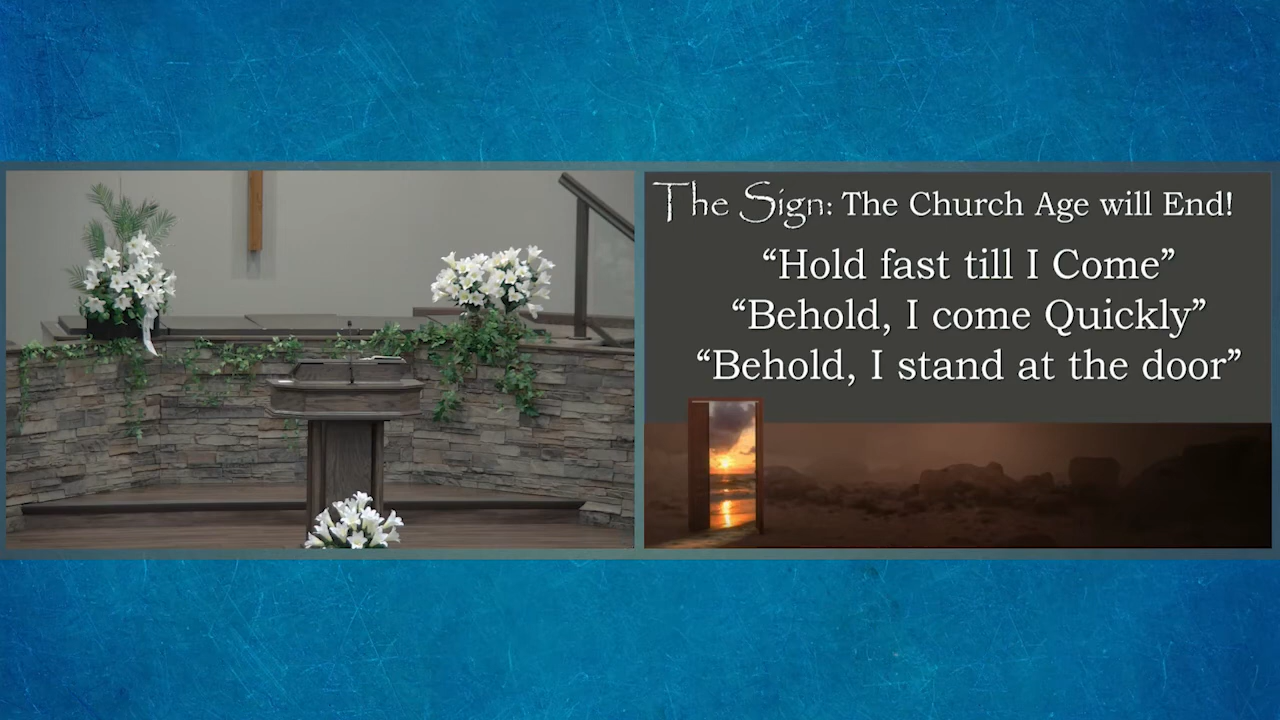 The Sign: The Church Age will End!
“Hold fast till I Come”
“Behold, I come Quickly”
“Behold, I stand at the door”